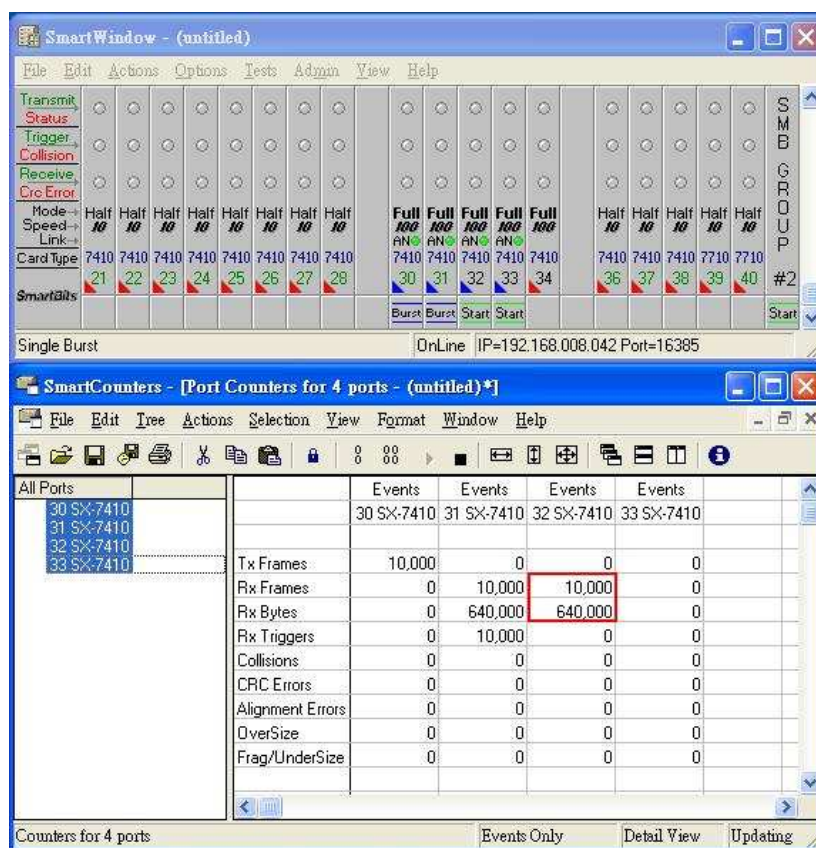 SmartWindow - (untitled)
File Edit Actions Options Tests Admin View Help
Transmit
Status
Trigger
Collision
Receive
Crc Error
Mode
Speed
Link
Half Half Half Half Half Half Half Half Full Full Full Full Full Half Half Half Half Half
10 10 10 10 10 10 10 10 100 100 100 100 100 10 10 10 10 10
AN AN AN AN
Card Type 7410 7410 7410 7410 7410 7410 7410 7410 7410 7410 7410 7410 7410 7410 7410 7410 7710 7710
SmartBits
21 22 23 24 25 26 27 28 30 31 32 33 34 36 37 38 39 40
Burst Burst Start Start
SMB GROUP
#2
Start
Single Burst OnLine IP=192.168.008.042 Port=16385
SmartCounters - [Port Counters for 4 ports - (untitled)*]
File Edit Tree Actions Selection View Format Window Help
All Ports
30 SX-7410
31 SX-7410
32 SX-7410
33 SX-7410
Events Events Events Events
30 SX-7410 31 SX-7410 32 SX-7410 33 SX-7410
Tx Frames 10,000 0 0 0
Rx Frames 0 10,000 10,000 0
Rx Bytes 0 640,000 640,000 0
Rx Triggers 0 10,000 0 0
Collisions 0 0 0 0
CRC Errors 0 0 0 0
Alignment Errors 0 0 0 0
OverSize 0 0 0 0
Frag/UnderSize 0 0 0 0
Counters for 4 ports Events Only Detail View Updating